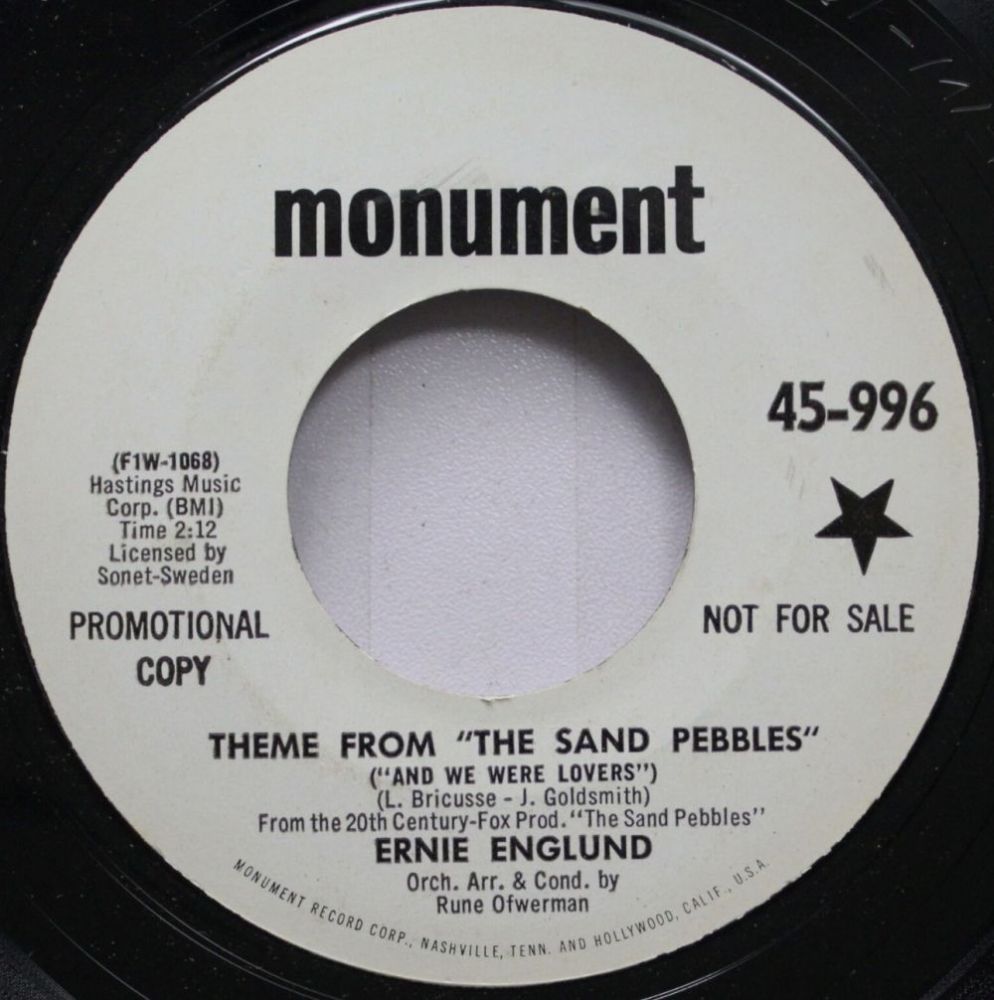 monument
45-996
(F1W-1068)
Hastings Music
Corp. (BMI)
Time 2:12
Licensed by
Sonet-Sweden
PROMOTIONAL
COPY
NOT FOR SALE
THEME FROM "THE SAND PEBBLES"
("AND WE WERE LOVERS")
(L. Bricusse - J. Goldsmith)
From the 20th Century-Fox Prod. "The Sand Pebbles"
ERNIE ENGLUND
Orch. Arr. & Cond. by
Rune Ofwerman
MONUMENT RECORD CORP., NASHVILLE, TENN. AND HOLLYWOOD, CALIF., U.S.A.